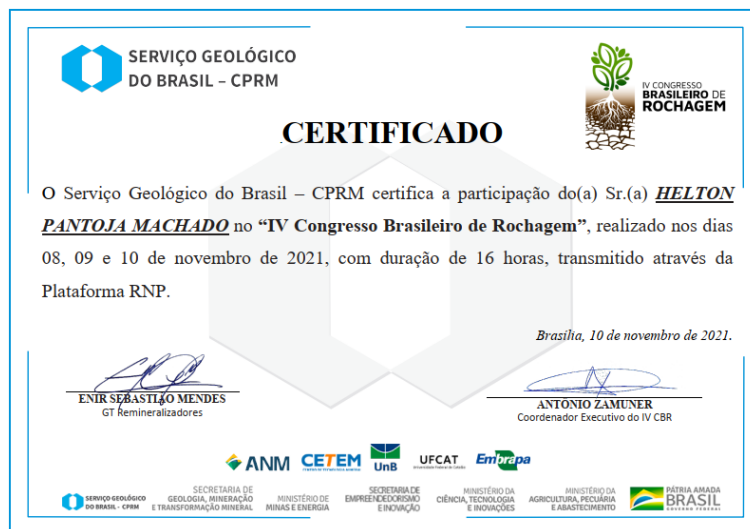 SERVIÇO GEOLÓGICO
DO BRASIL – CPRM
IV CONGRESSO
BRASILEIRO DE
ROCHAGEM
CERTIFICADO
O Serviço Geológico do Brasil – CPRM certifica a participação do(a) Sr.(a) HELTON
PANTOJA MACHADO no “IV Congresso Brasileiro de Rochagem”, realizado nos dias
08, 09 e 10 de novembro de 2021, com duração de 16 horas, transmitido através da
Plataforma RNP.
Brasília, 10 de novembro de 2021.
ENIR SEBASTIÃO MENDES
GT Remineralizadores
ANTÔNIO ZAMUNER
Coordenador Executivo do IV CBR
ANM
CETEM
UnB
UFCAT
Embrapa
SERVIÇO GEOLÓGICO
DO BRASIL - CPRM
SECRETARIA DE
GEOLOGIA, MINERAÇÃO
E TRANSFORMAÇÃO MINERAL
MINISTÉRIO DE
MINAS E ENERGIA
SECRETARIA DE
EMPREENDEDORISMO
E INOVAÇÃO
MINISTÉRIO DA
CIÊNCIA, TECNOLOGIA
E INOVAÇÕES
MINISTÉRIO DA
AGRICULTURA, PECUÁRIA
E ABASTECIMENTO
PÁTRIA AMADA
BRASIL
GOVERNO FEDERAL